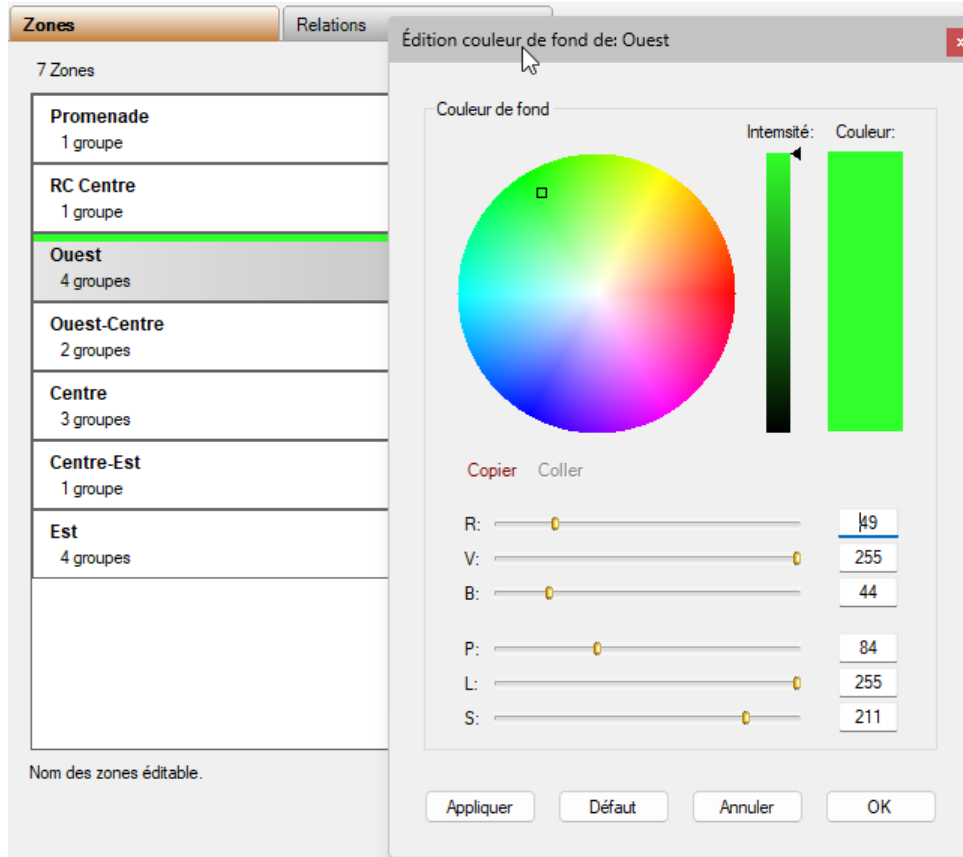 Zones
Relations
7 Zones
Promenade
1 groupe
RC Centre
1 groupe
Ouest
4 groupes
Ouest-Centre
2 groupes
Centre
3 groupes
Centre-Est
1 groupe
Est
4 groupes
Nom des zones éditable.
Édition couleur de fond de: Ouest
x
Couleur de fond
Intemsité:
Couleur:
Copier
Coller
R: 49
V: 255
B: 44
P: 84
L: 255
S: 211
Appliquer
Défaut
Annuler
OK